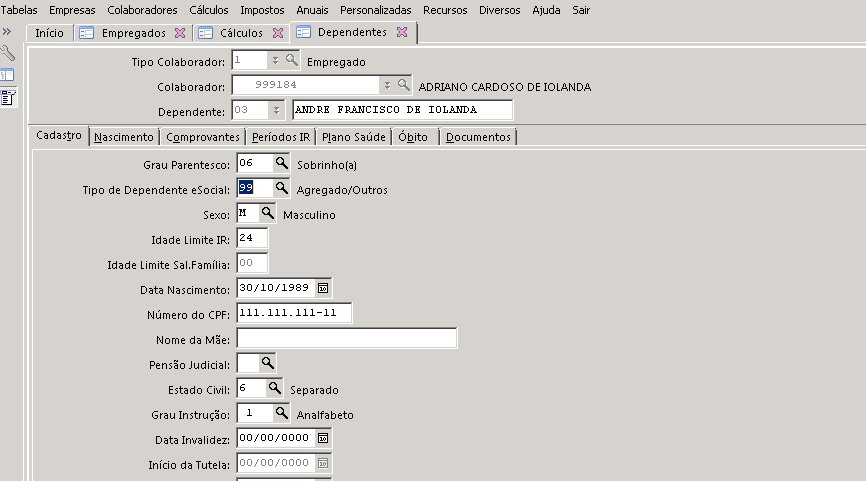 Tabelas Empresas Colaboradores Cálculos Impostos Anuais Personalizadas Recursos Diversos Ajuda Sair
Início Empregados Cálculos Dependentes
Tipo Colaborador: 1 Empregado
Colaborador: 999184 ADRIANO CARDOSO DE IOLANDA
Dependente: 03 ANDRE FRANCISCO DE IOLANDA
Cadastro Nascimento Comprovantes Períodos IR Plano Saúde Óbito Documentos
Grau Parentesco: 06 Sobrinho(a)
Tipo de Dependente eSocial: 99 Agregado/Outros
Sexo: M Masculino
Idade Limite IR: 24
Idade Limite Sal.Família: 00
Data Nascimento: 30/10/1989
Número do CPF: 111.111.111-11
Nome da Mãe:
Pensão Judicial:
Estado Civil: 6 Separado
Grau Instrução: 1 Analfabeto
Data Invalidez: 00/00/0000
Início da Tutela: 00/00/0000